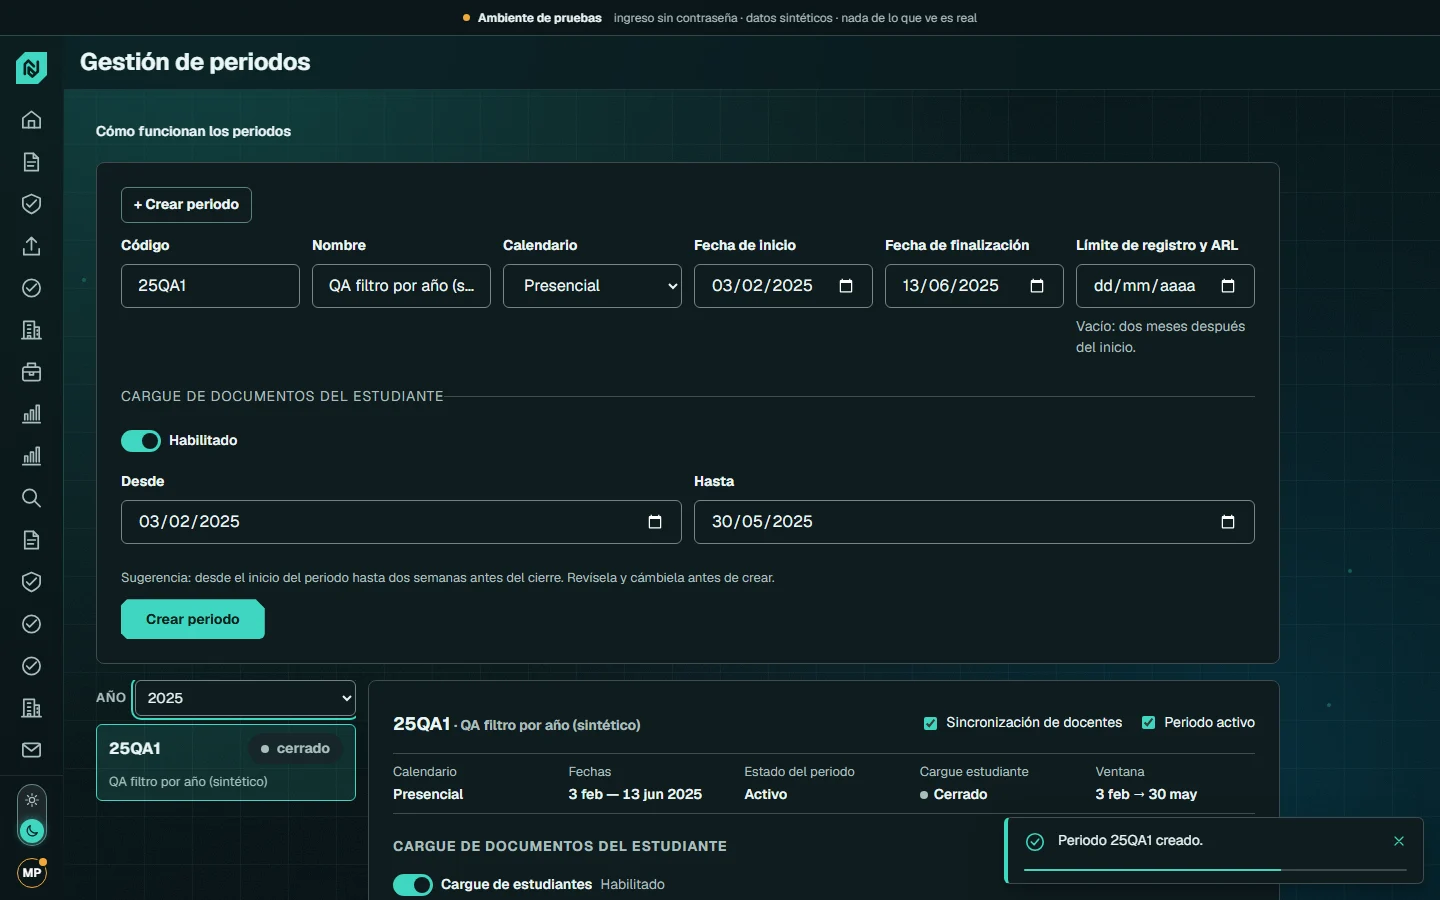 Ambiente de pruebas ingreso sin contraseña · datos sintéticos · nada de lo que ve es real
Gestión de periodos
Cómo funcionan los periodos
+ Crear periodo
Código Nombre Calendario Fecha de inicio Fecha de finalización Límite de registro y ARL
25QA1 QA filtro por año (s... Presencial 03/02/2025 13/06/2025 dd/mm/aaaa
Vacío: dos meses después
del inicio.
CARGUE DE DOCUMENTOS DEL ESTUDIANTE
Habilitado
Desde Hasta
03/02/2025 30/05/2025
Sugerencia: desde el inicio del periodo hasta dos semanas antes del cierre. Revísela y cámbiela antes de crear.
Crear periodo
AÑO 2025
25QA1 cerrado
QA filtro por año (sintético)
25QA1 · QA filtro por año (sintético) Sincronización de docentes Periodo activo
Calendario Fechas Estado del periodo Cargue estudiante Ventana
Presencial 3 feb — 13 jun 2025 Activo Cerrado 3 feb → 30 may
CARGUE DE DOCUMENTOS DEL ESTUDIANTE
Cargue de estudiantes Habilitado
Periodo 25QA1 creado.
MP